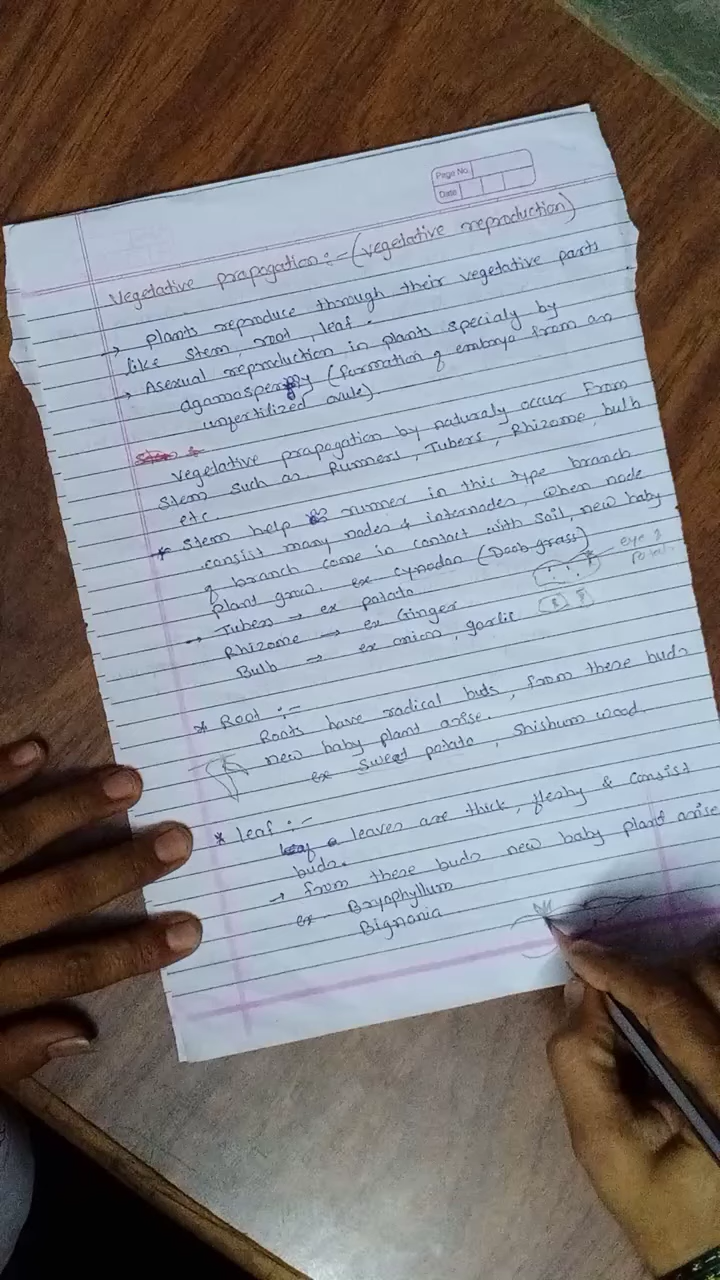 Page No.
Date
Vegetative prapogation :- (vegetative reproduction)
→ plants reproduce through their vegetative parts
like stem, root, leaf.
→ Asexual reproduction in plants specialy by
agamospermy (formation of embryo from an
unfertilized ovule)
vegetative prapogation by naturaly occur From
stem such as Runners, Tubers, Rhizome, bulb
etc.
* Stem help runner in this type branch
consist many nodes & internodes, when node
of branch come in contact with soil, new baby
plant grow. ex cynodon (Doob grass)
→ Tubers → ex potato
eye of
Rhizome → ex Ginger
Bulb → ex onion, garlic
* Root :-
Roots have radical buds, from these buds
new baby plant arise.
ex sweet potato, Shishum wood.
* leaf :-
leaves are thick, fleshy & consist
buds.
→ from these buds new baby plant arise
ex. Bryophyllum
Bignonia